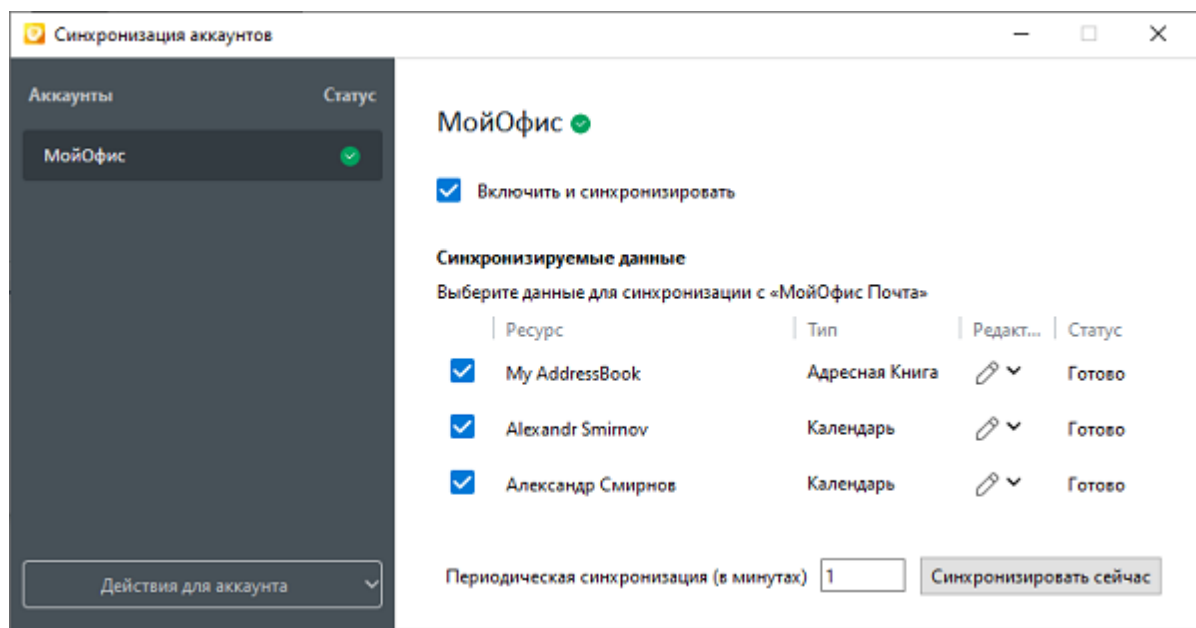 Синхронизация аккаунтов
Аккаунты Статус
МойОфис
МойОфис
Включить и синхронизировать
Синхронизируемые данные
Выберите данные для синхронизации с «МойОфис Почта»
Ресурс Тип Редакт... Статус
My AddressBook Адресная Книга Готово
Alexandr Smirnov Календарь Готово
Александр Смирнов Календарь Готово
Периодическая синхронизация (в минутах) 1 Синхронизировать сейчас
Действия для аккаунта